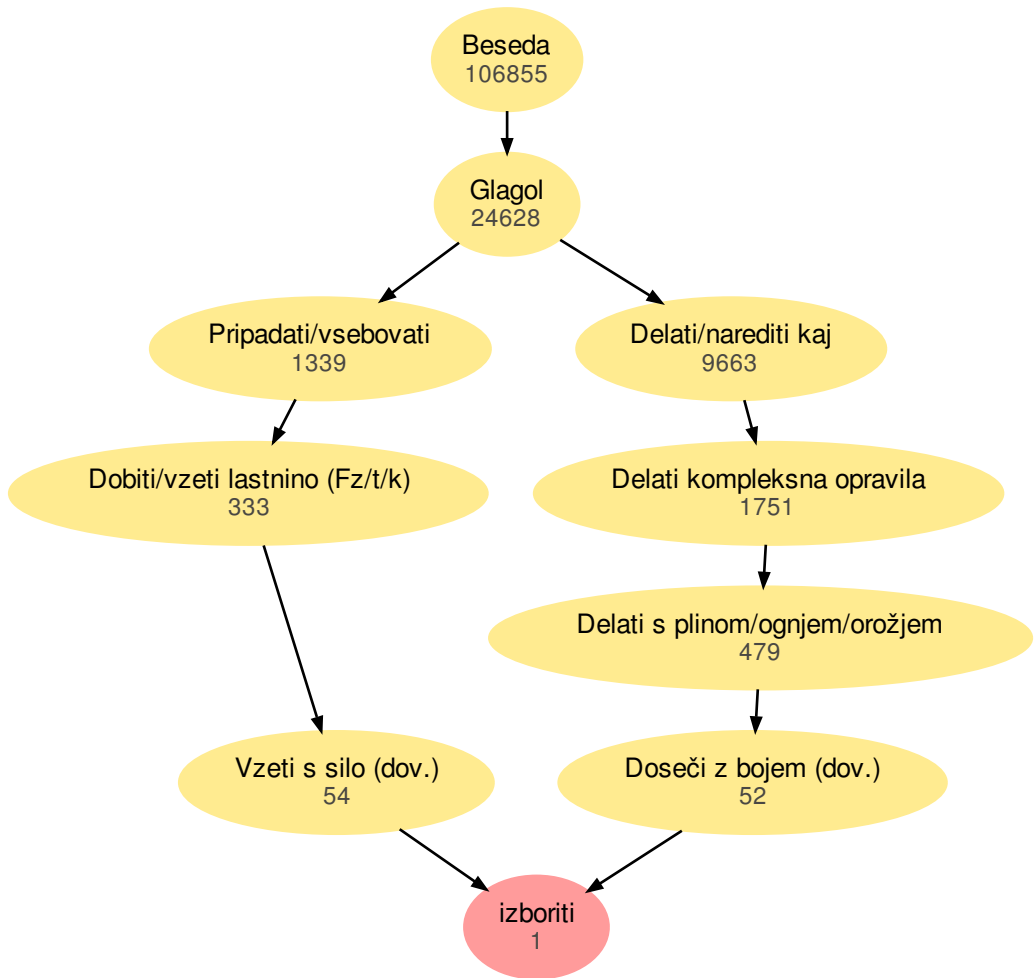 Beseda
106855
Glagol
24628
Pripadati/vsebovati
1339
Delati/narediti kaj
9663
Dobiti/vzeti lastnino (Fz/t/k)
333
Delati kompleksna opravila
1751
Delati s plinom/ognjem/orožjem
479
Vzeti s silo (dov.)
54
Doseči z bojem (dov.)
52
izboriti
1